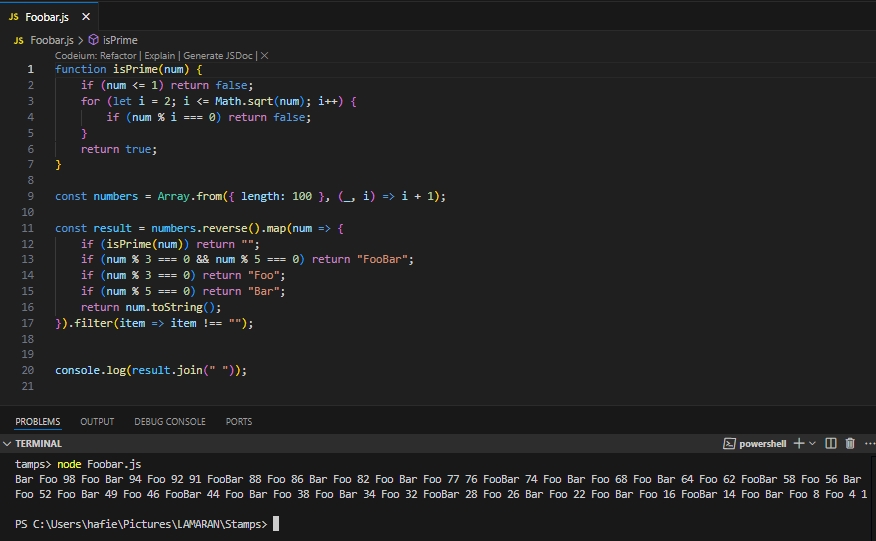 JS Foobar.js ×
JS Foobar.js > isPrime
Codeium: Refactor | Explain | Generate JSDoc | ×
1 function isPrime(num) {
2 if (num <= 1) return false;
3 for (let i = 2; i <= Math.sqrt(num); i++) {
4 if (num % i === 0) return false;
5 }
6 return true;
7 }
8
9 const numbers = Array.from({ length: 100 }, (_, i) => i + 1);
10
11 const result = numbers.reverse().map(num => {
12 if (isPrime(num)) return "";
13 if (num % 3 === 0 && num % 5 === 0) return "FooBar";
14 if (num % 3 === 0) return "Foo";
15 if (num % 5 === 0) return "Bar";
16 return num.toString();
17 }).filter(item => item !== "");
18
19
20 console.log(result.join(" "));
21
PROBLEMS OUTPUT DEBUG CONSOLE PORTS
TERMINAL powershell
tamps> node Foobar.js
Bar Foo 98 Foo Bar 94 Foo 92 91 FooBar 88 Foo 86 Bar Foo 82 Foo Bar Foo 77 76 FooBar 74 Foo Bar Foo 68 Foo Bar 64 Foo 62 FooBar 58 Foo 56 Bar
Foo 52 Foo Bar 49 Foo 46 FooBar 44 Foo Bar Foo 38 Foo Bar 34 Foo 32 FooBar 28 Foo 26 Bar Foo 22 Foo Bar Foo 16 FooBar 14 Foo Bar Foo 8 Foo 4 1
PS C:\Users\hafie\Pictures\LAMARAN\Stamps>